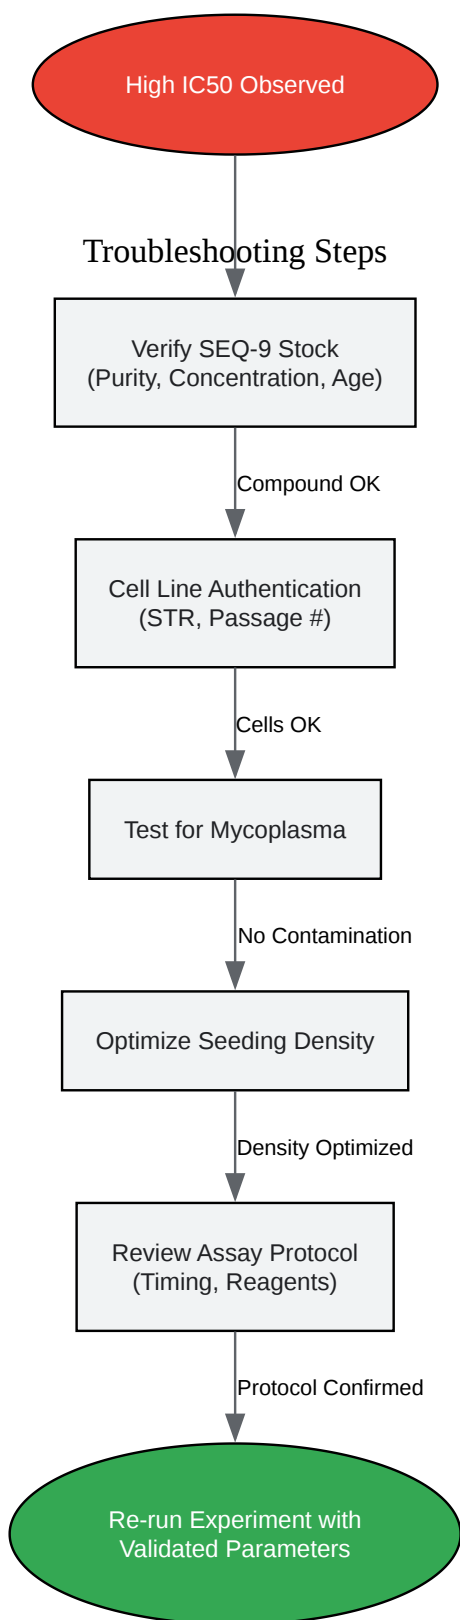 High IC50 Observed
Troubleshooting Steps
Verify SEQ-9 Stock
(Purity, Concentration, Age)
Compound OK
Cell Line Authentication
(STR, Passage #)
Cells OK
Test for Mycoplasma
No Contamination
Optimize Seeding Density
Density Optimized
Review Assay Protocol
(Timing, Reagents)
Protocol Confirmed
Re-run Experiment with
Validated Parameters